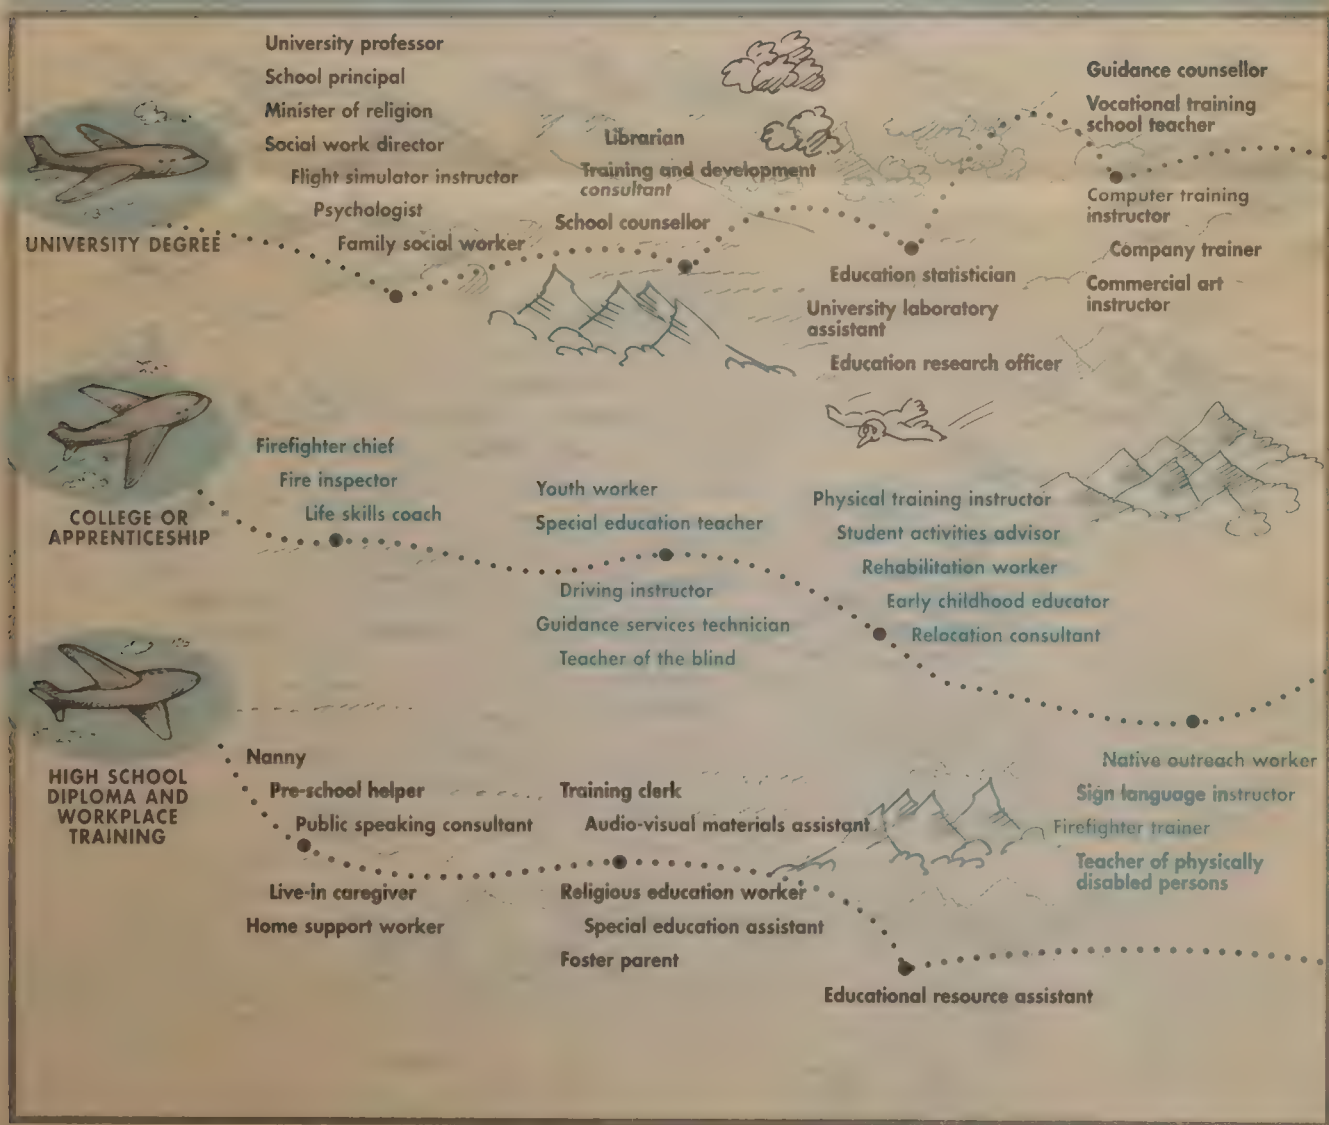 UNIVERSITY DEGREE
University professor
School principal
Minister of religion
Social work director
Flight simulator instructor
Psychologist
Family social worker
Librarian
Training and development
consultant
School counsellor
Education statistician
University laboratory
assistant
Education research officer
Guidance counsellor
Vocational training
school teacher
Computer training
instructor
Company trainer
Commercial art
instructor
COLLEGE OR
APPRENTICESHIP
Firefighter chief
Fire inspector
Life skills coach
Youth worker
Special education teacher
Driving instructor
Guidance services technician
Teacher of the blind
Physical training instructor
Student activities advisor
Rehabilitation worker
Early childhood educator
Relocation consultant
Native outreach worker
Sign language instructor
Firefighter trainer
Teacher of physically
disabled persons
HIGH SCHOOL
DIPLOMA AND
WORKPLACE
TRAINING
Nanny
Pre-school helper
Public speaking consultant
Live-in caregiver
Home support worker
Training clerk
Audio-visual materials assistant
Religious education worker
Special education assistant
Foster parent
Educational resource assistant